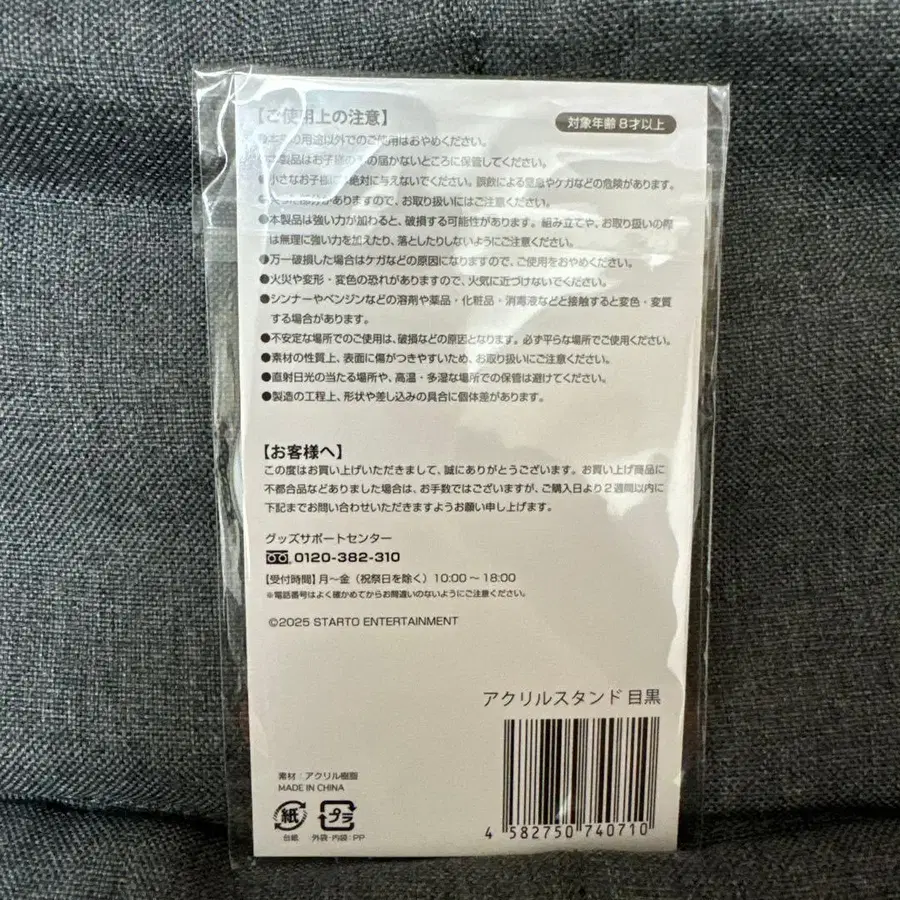 【ご使用上の注意】
対象年齢 8才以上
の用途以外でのご使用はおやめください。
製品はお子様の手の届かないところに保管してください。
●小さなお子様には絶対に与えないでください。誤飲による窒息やケガなどの危険があります。
部分がありますので、お取り扱いにはご注意ください。
●本製品は強い力が加わると、破損する可能性があります。組み立てや、お取り扱いの際
は無理に強い力を加えたり、落としたりしないようにご注意ください。
●万一破損した場合はケガなどの原因になりますので、ご使用をおやめください。
●火災や変形・変色の恐れがありますので、火気に近づけないでください。
●シンナーやベンジンなどの溶剤や薬品・化粧品・消毒液などと接触すると変色・変質
する場合があります。
●不安定な場所でのご使用は、破損などの原因となります。必ず平らな場所でご使用ください。
●素材の性質上、表面に傷がつきやすいため、お取り扱いにご注意ください。
●直射日光の当たる場所や、高温・多湿な場所での保管は避けてください。
●製造の工程上、形状や差し込みの具合に個体差があります。
【お客様へ】
この度はお買い上げいただきまして、誠にありがとうございます。お買い上げ商品に
不都合品などありました場合は、お手数ではございますが、ご購入日より2週間以内に
下記までお問い合わせいただきますようお願い申し上げます。
グッズサポートセンター
0120-382-310
【受付時間】月〜金（祝祭日を除く）10:00〜18:00
※電話番号はよく確かめてからお間違いのないようにご注意ください。
©2025 STARTO ENTERTAINMENT
アクリルスタンド 目黒
素材：アクリル樹脂
MADE IN CHINA
紙
プラ
台紙
外袋・内袋：PP
4 582750 740710